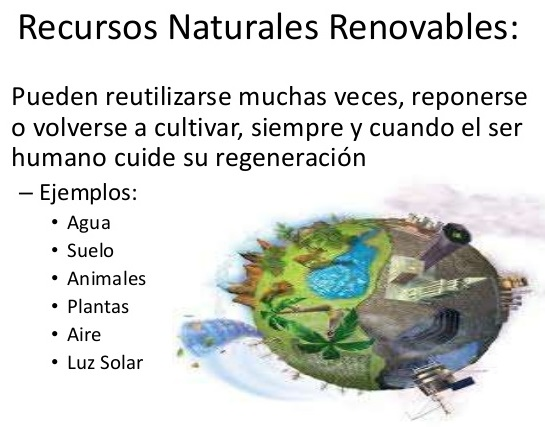 Recursos Naturales Renovables:
Pueden reutilizarse muchas veces, reponerse
o volverse a cultivar, siempre y cuando el ser
humano cuide su regeneración
– Ejemplos:
• Agua
• Suelo
• Animales
• Plantas
• Aire
• Luz Solar